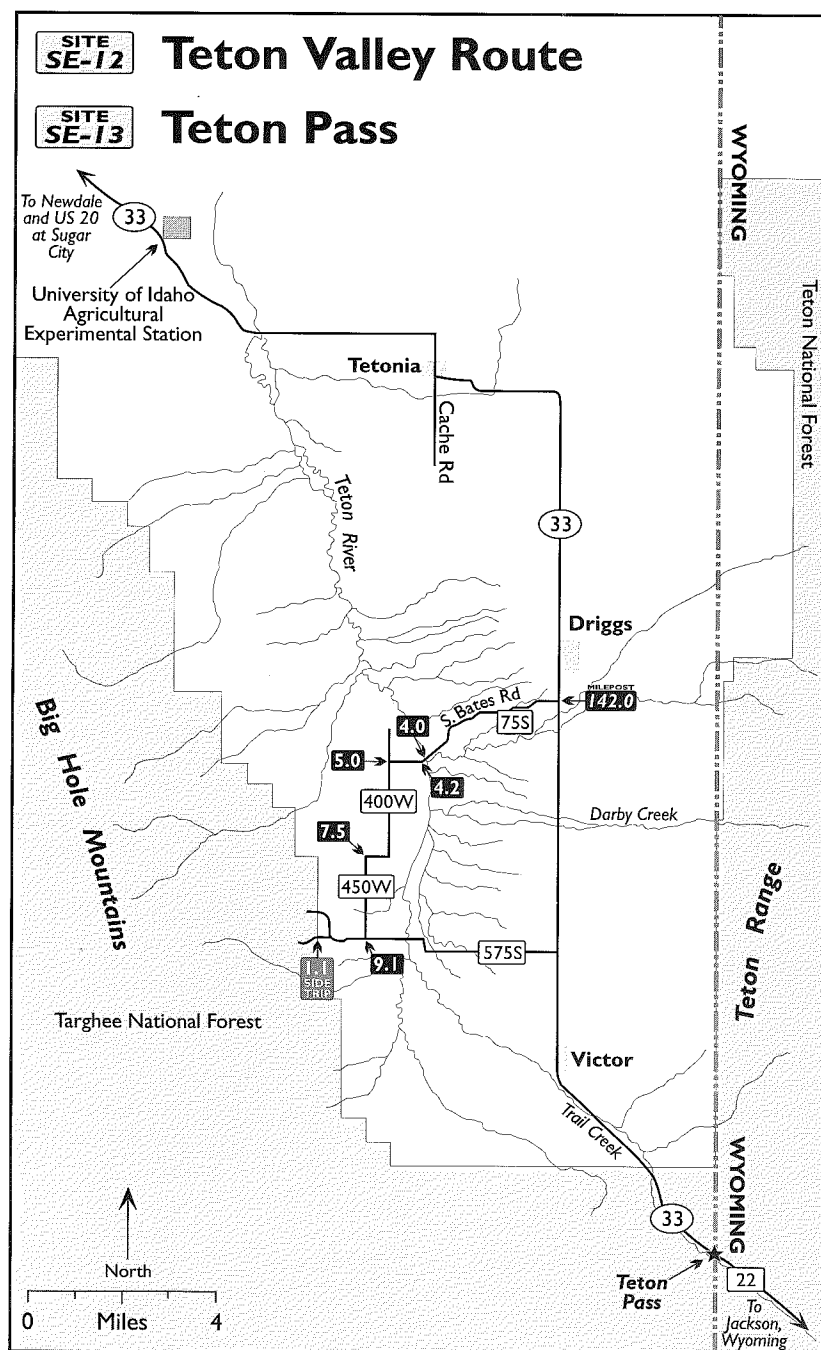 SITE
SE-12
Teton Valley Route
SITE
SE-13
Teton Pass
WYOMING
To Newdale
and US 20
at Sugar
City
33
University of Idaho
Agricultural
Experimental Station
Teton National Forest
Tetonia
Cache Rd
Teton River
33
Driggs
MILEPOST
142.0
S. Bates Rd
75S
4.0
5.0
4.2
400W
Darby Creek
7.5
450W
Big Hole Mountains
Teton Range
575S
9.1
1.1
SIDE
TRIP
Targhee National Forest
Victor
Trail Creek
WYOMING
33
North
Teton
Pass
22
To
Jackson,
Wyoming
0
Miles
4